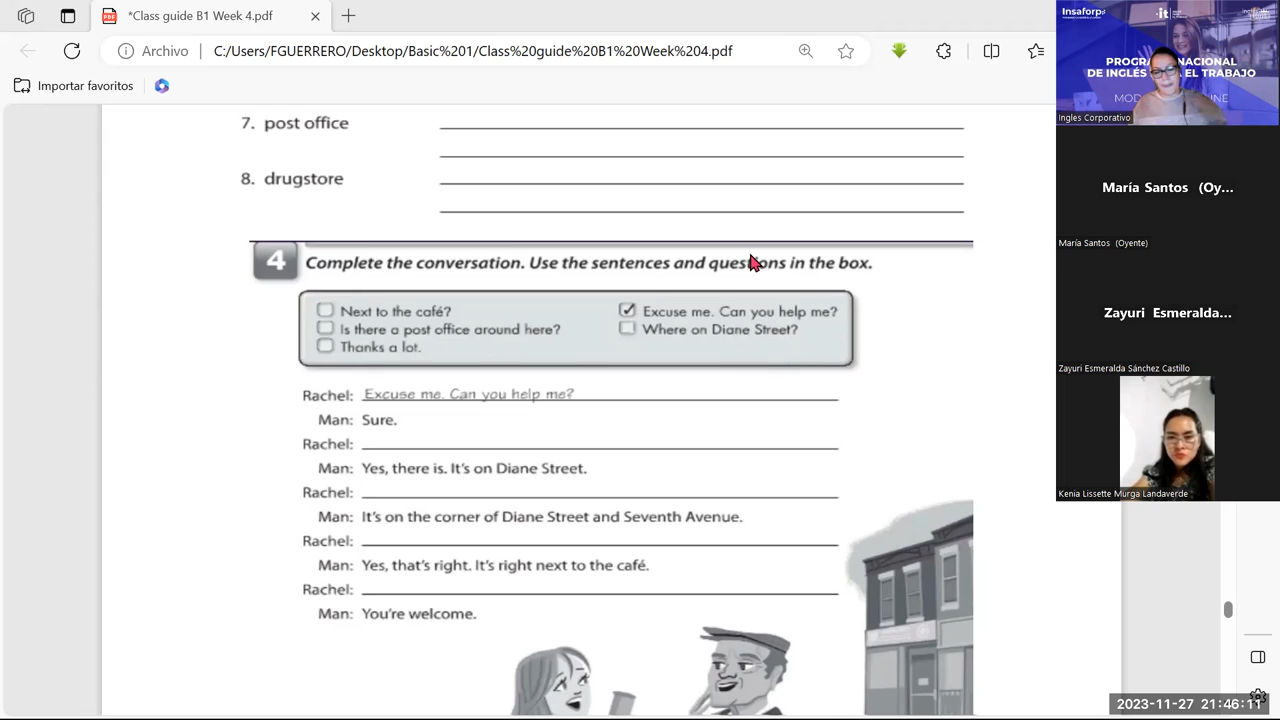 *Class guide B1 Week 4.pdf
Archivo
C:/Users/FGUERRERO/Desktop/Basic%201/Class%20guide%20B1%20Week%204.pdf
Importar favoritos
7. post office
8. drugstore
4 Complete the conversation. Use the sentences and questions in the box.
Next to the café?
Excuse me. Can you help me?
Is there a post office around here?
Where on Diane Street?
Thanks a lot.
Rachel: Excuse me. Can you help me?
Man: Sure.
Rachel:
Man: Yes, there is. It's on Diane Street.
Rachel:
Man: It's on the corner of Diane Street and Seventh Avenue.
Rachel:
Man: Yes, that's right. It's right next to the café.
Rachel:
Man: You're welcome.
Insaforp
it
PROGRA NACIONAL
DE INGLÉS EL TRABAJO
Ingles Corporativo
María Santos (Oy...
María Santos (Oyente)
Zayuri Esmeralda...
Zayuri Esmeralda Sánchez Castillo
Kenia Lissette Murga Landaverde
2023-11-27 21:46:11